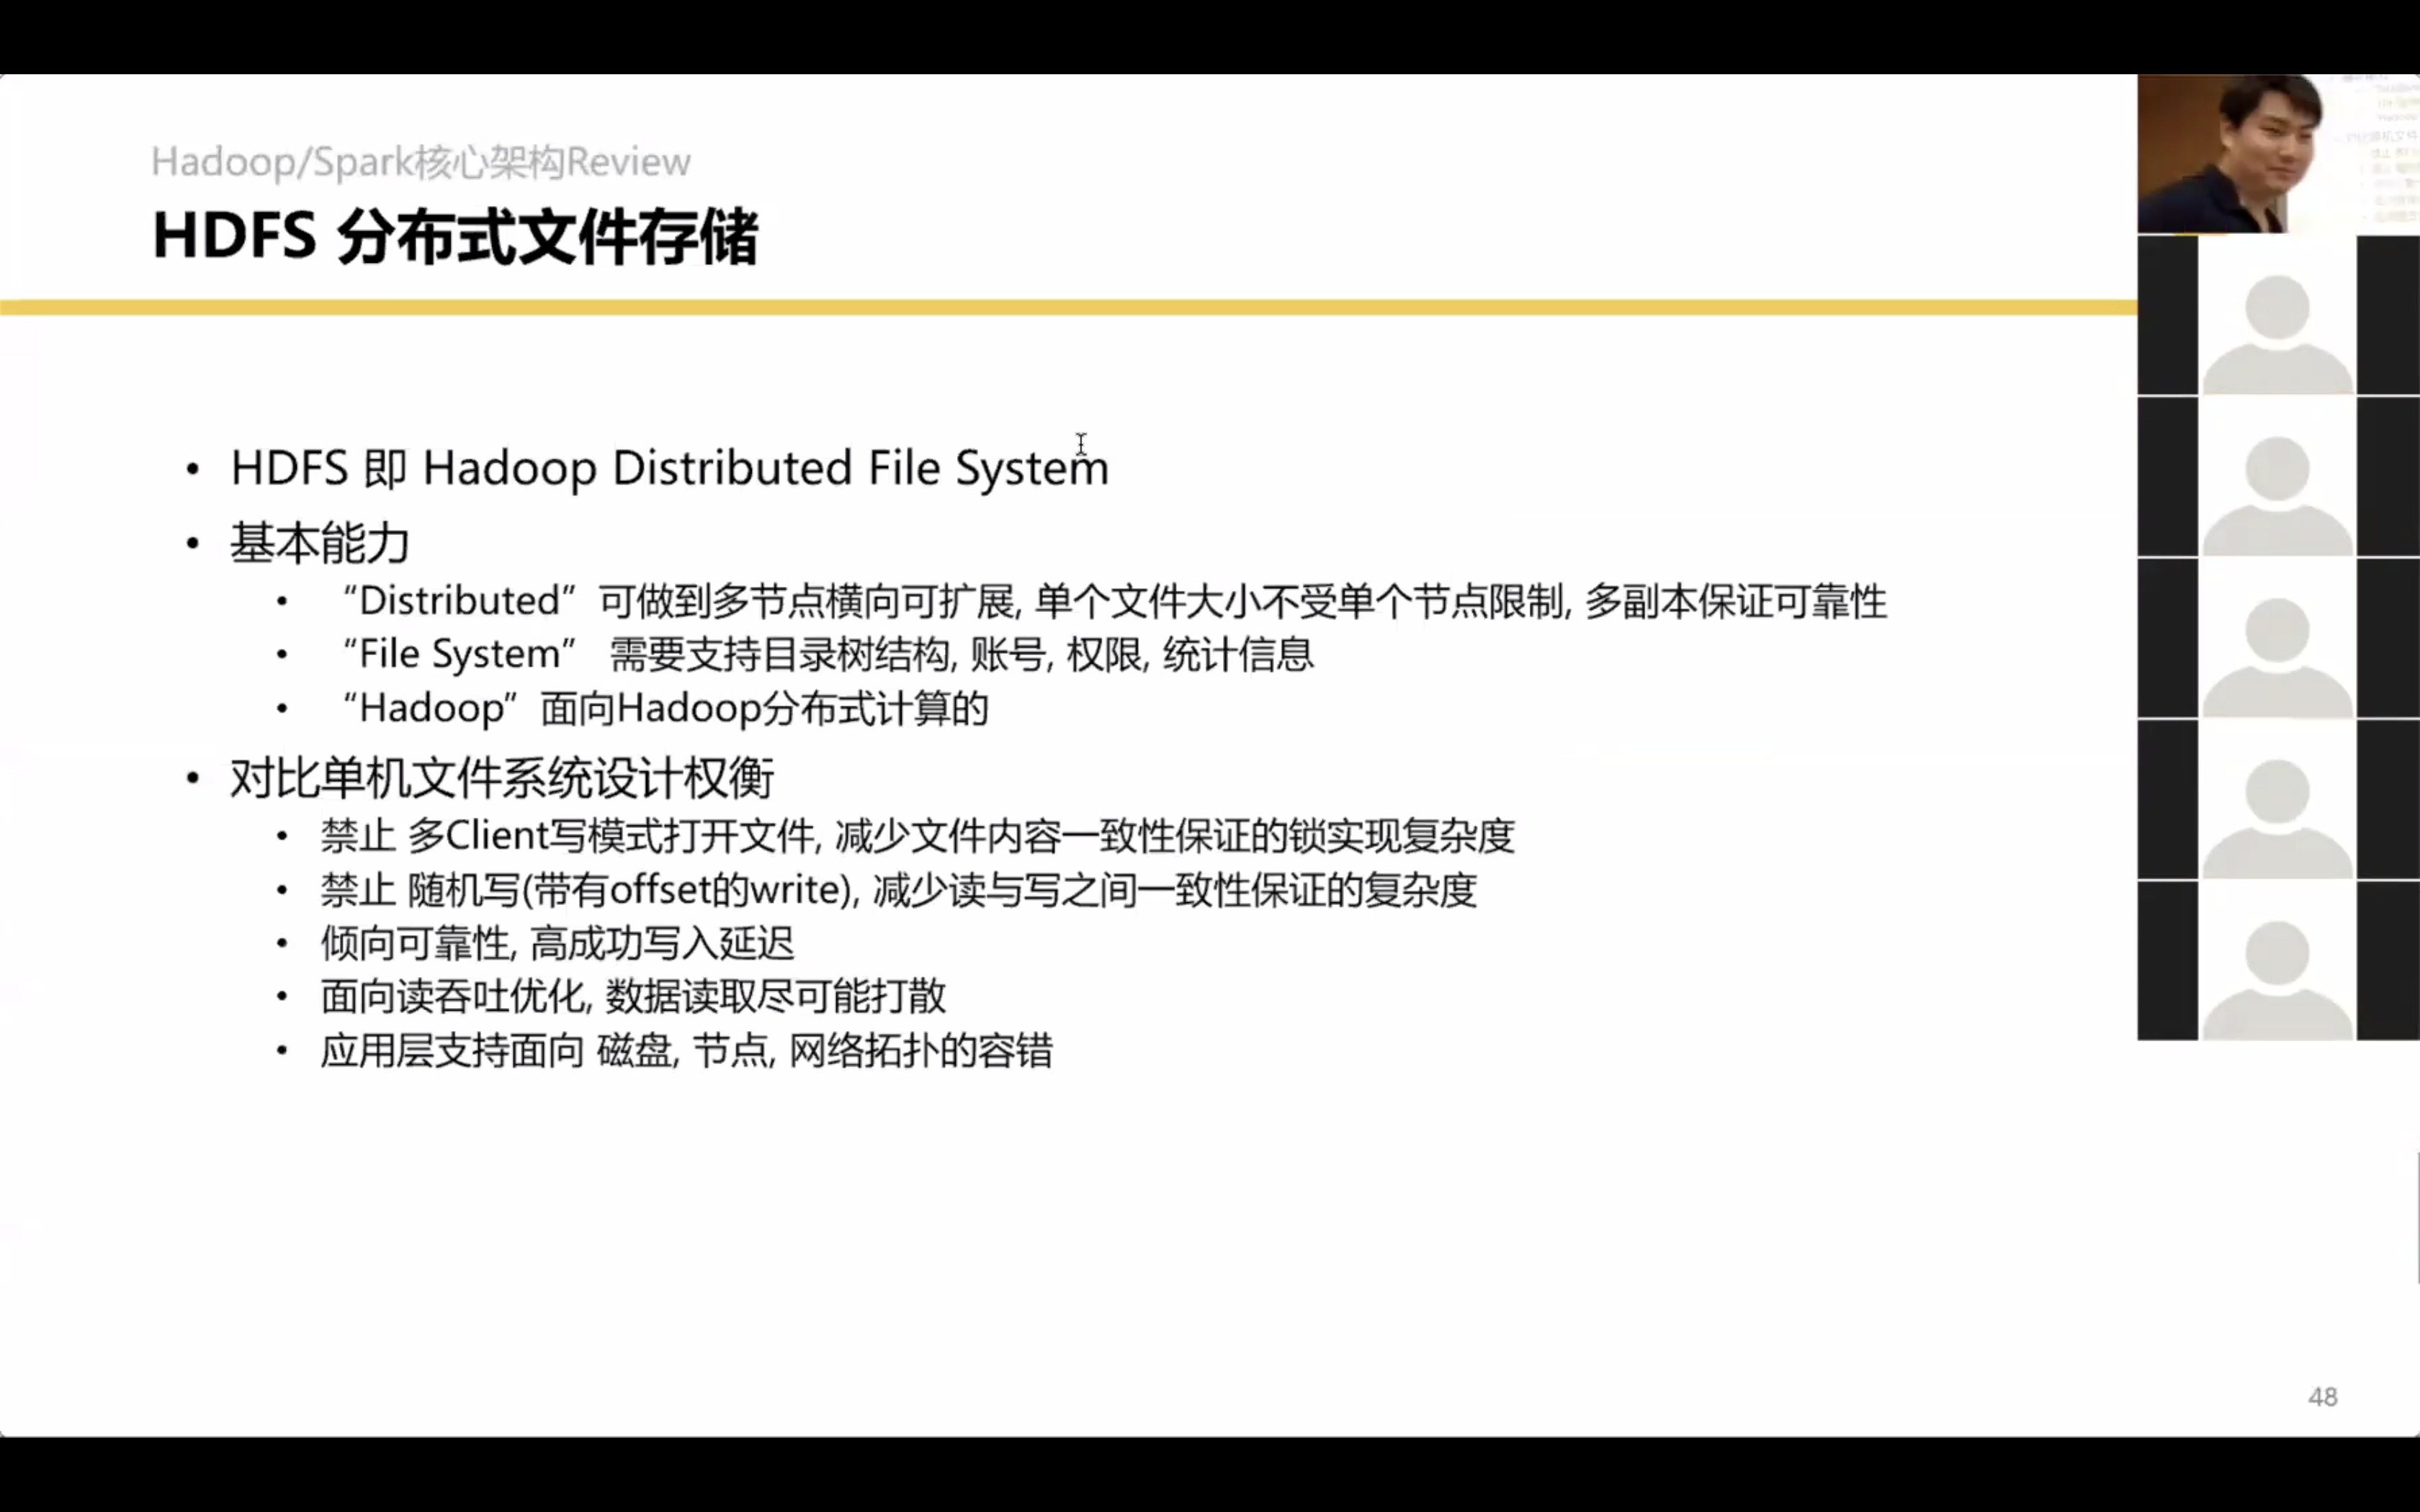 Hadoop/Spark核心架构Review
HDFS 分布式文件存储
• HDFS 即 Hadoop Distributed File System
• 基本能力
• “Distributed” 可做到多节点横向可扩展, 单个文件大小不受单个节点限制, 多副本保证可靠性
• “File System” 需要支持目录树结构, 账号, 权限, 统计信息
• “Hadoop” 面向Hadoop分布式计算的
• 对比单机文件系统设计权衡
• 禁止 多Client写模式打开文件, 减少文件内容一致性保证的锁实现复杂度
• 禁止 随机写(带有offset的write), 减少读与写之间一致性保证的复杂度
• 倾向可靠性, 高成功写入延迟
• 面向读吞吐优化, 数据读取尽可能打散
• 应用层支持面向 磁盘, 节点, 网络拓扑的容错
48